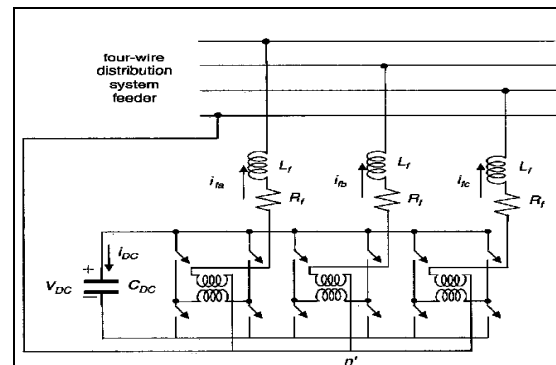 four-wire
distribution
system
feeder
L_f
L_f
L_f
i_fa
i_fb
i_fc
R_f
R_f
R_f
i_DC
+
V_DC
C_DC
−
n'